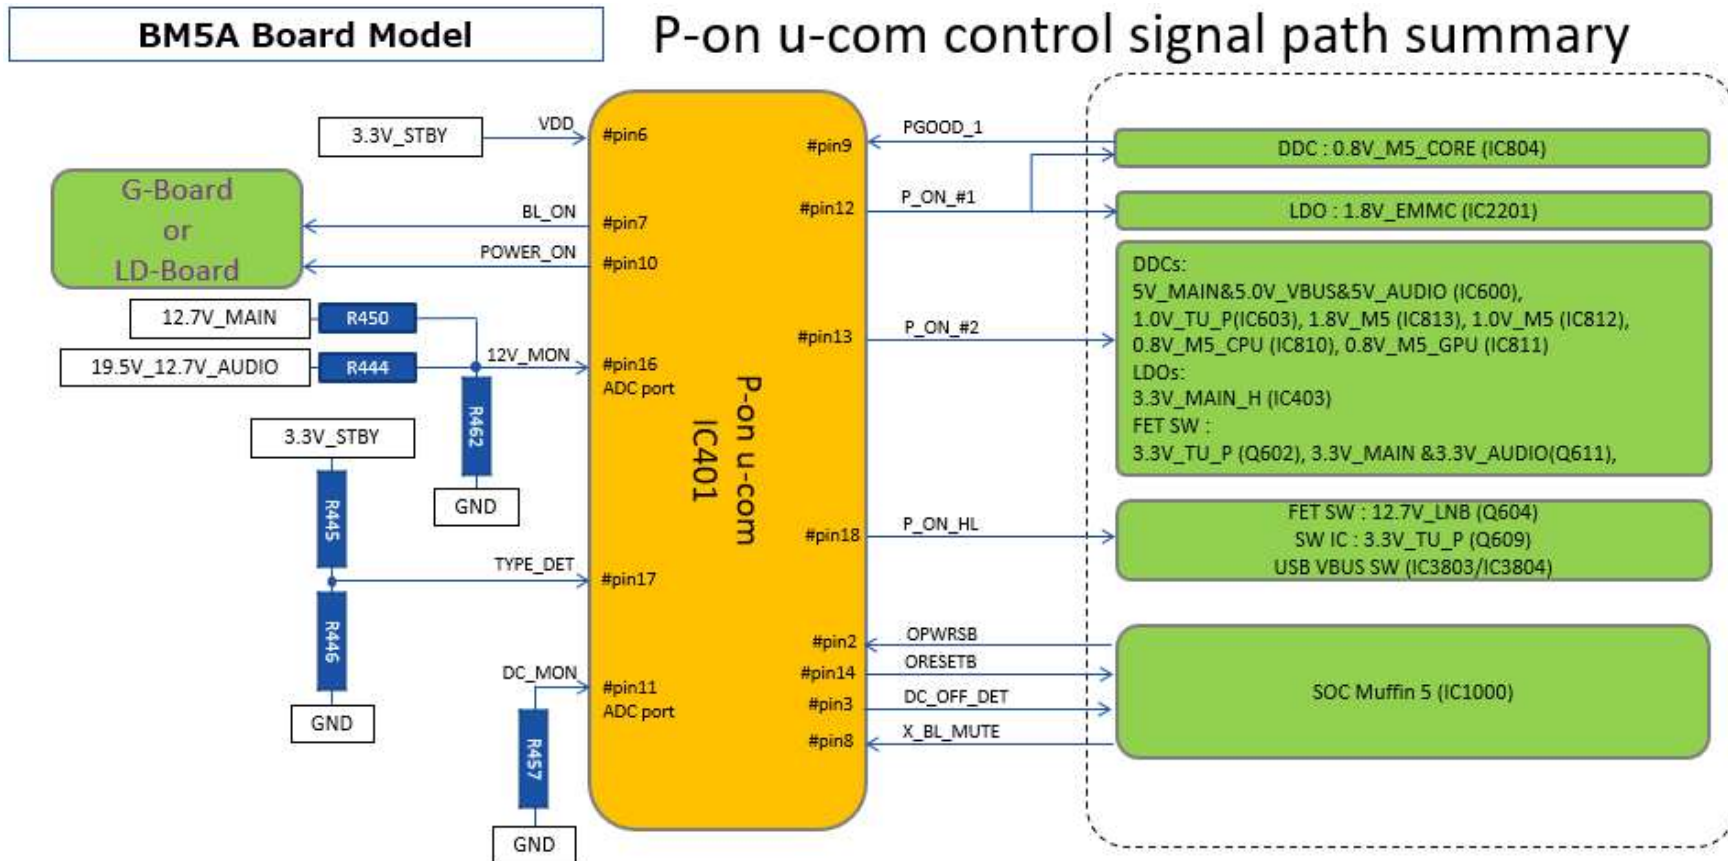 BM5A Board Model
P-on u-com control signal path summary
3.3V_STBY
VDD
#pin6
G-Board
or
LD-Board
BL_ON
#pin7
POWER_ON
#pin10
12.7V_MAIN
R450
19.5V_12.7V_AUDIO
R444
12V_MON
#pin16
ADC port
R462
GND
3.3V_STBY
R445
TYPE_DET
#pin17
R446
GND
DC_MON
#pin11
ADC port
R457
GND
P-on u-com
IC401
#pin9
PGOOD_1
DDC : 0.8V_M5_CORE (IC804)
#pin12
P_ON_#1
LDO : 1.8V_EMMC (IC2201)
#pin13
P_ON_#2
DDCs:
5V_MAIN&5.0V_VBUS&5V_AUDIO (IC600),
1.0V_TU_P(IC603), 1.8V_M5 (IC813), 1.0V_M5 (IC812),
0.8V_M5_CPU (IC810), 0.8V_M5_GPU (IC811)
LDOs:
3.3V_MAIN_H (IC403)
FET SW :
3.3V_TU_P (Q602), 3.3V_MAIN &3.3V_AUDIO(Q611),
#pin18
P_ON_HL
FET SW : 12.7V_LNB (Q604)
SW IC : 3.3V_TU_P (Q609)
USB VBUS SW (IC3803/IC3804)
#pin2
OPWRSB
#pin14
ORESETB
#pin3
DC_OFF_DET
#pin8
X_BL_MUTE
SOC Muffin 5 (IC1000)